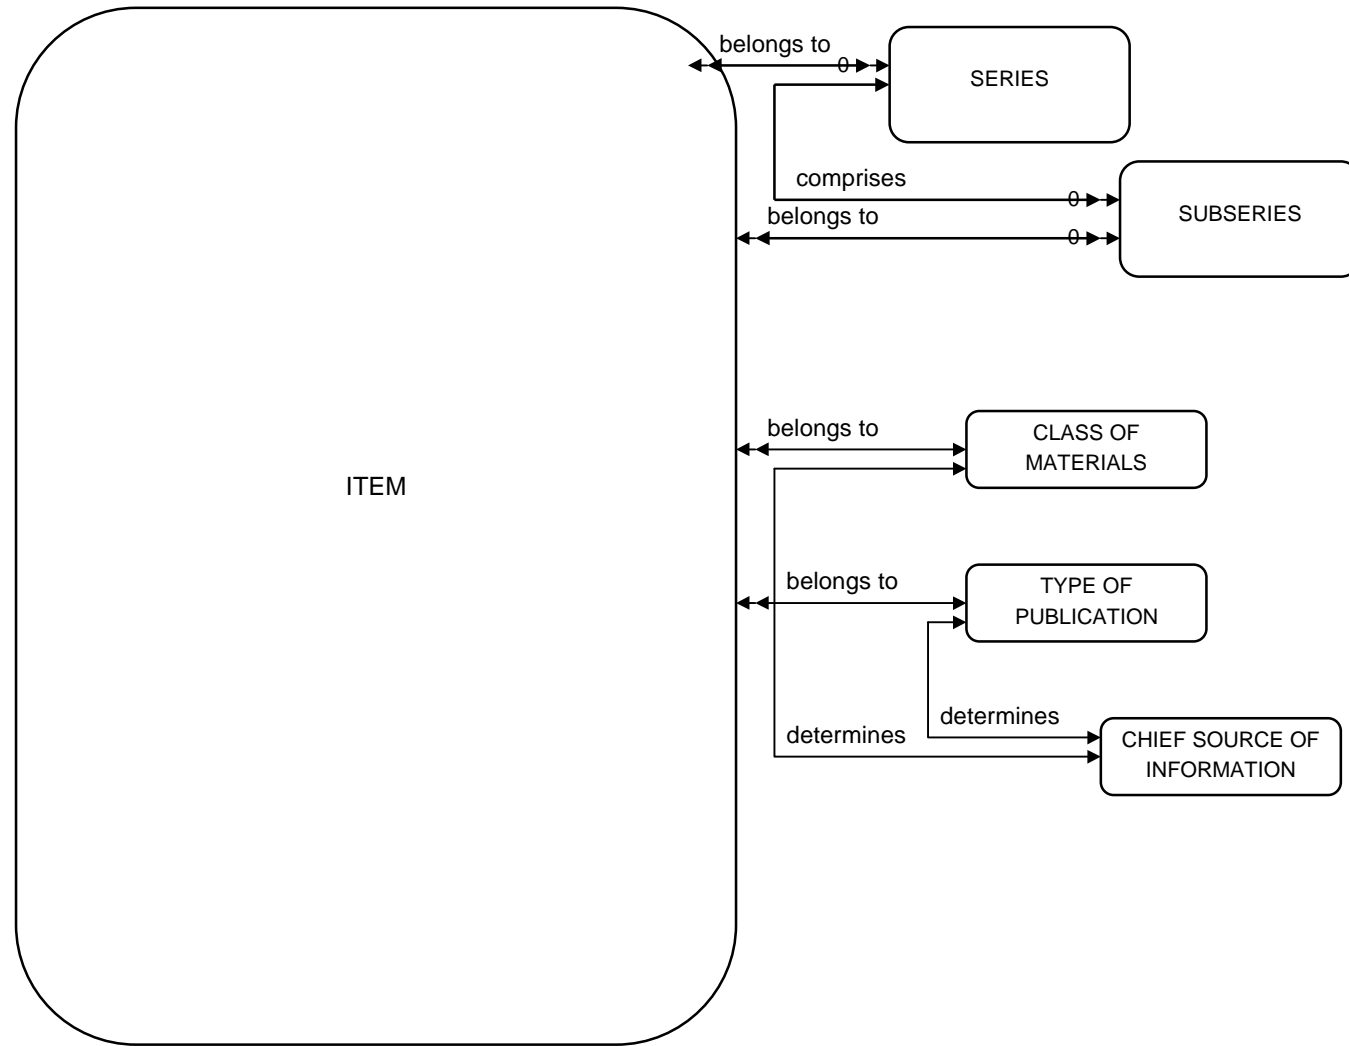 belongs to
0
SERIES
comprises
0
belongs to
0
SUBSERIES
belongs to
CLASS OF
MATERIALS
ITEM
belongs to
TYPE OF
PUBLICATION
determines
determines
CHIEF SOURCE OF
INFORMATION